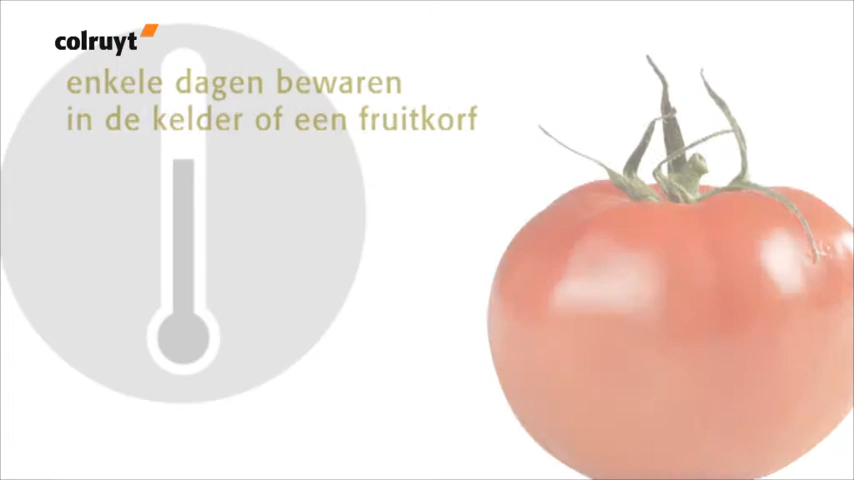 colruyt
enkele dagen bewaren
in de kelder of een fruitkorf